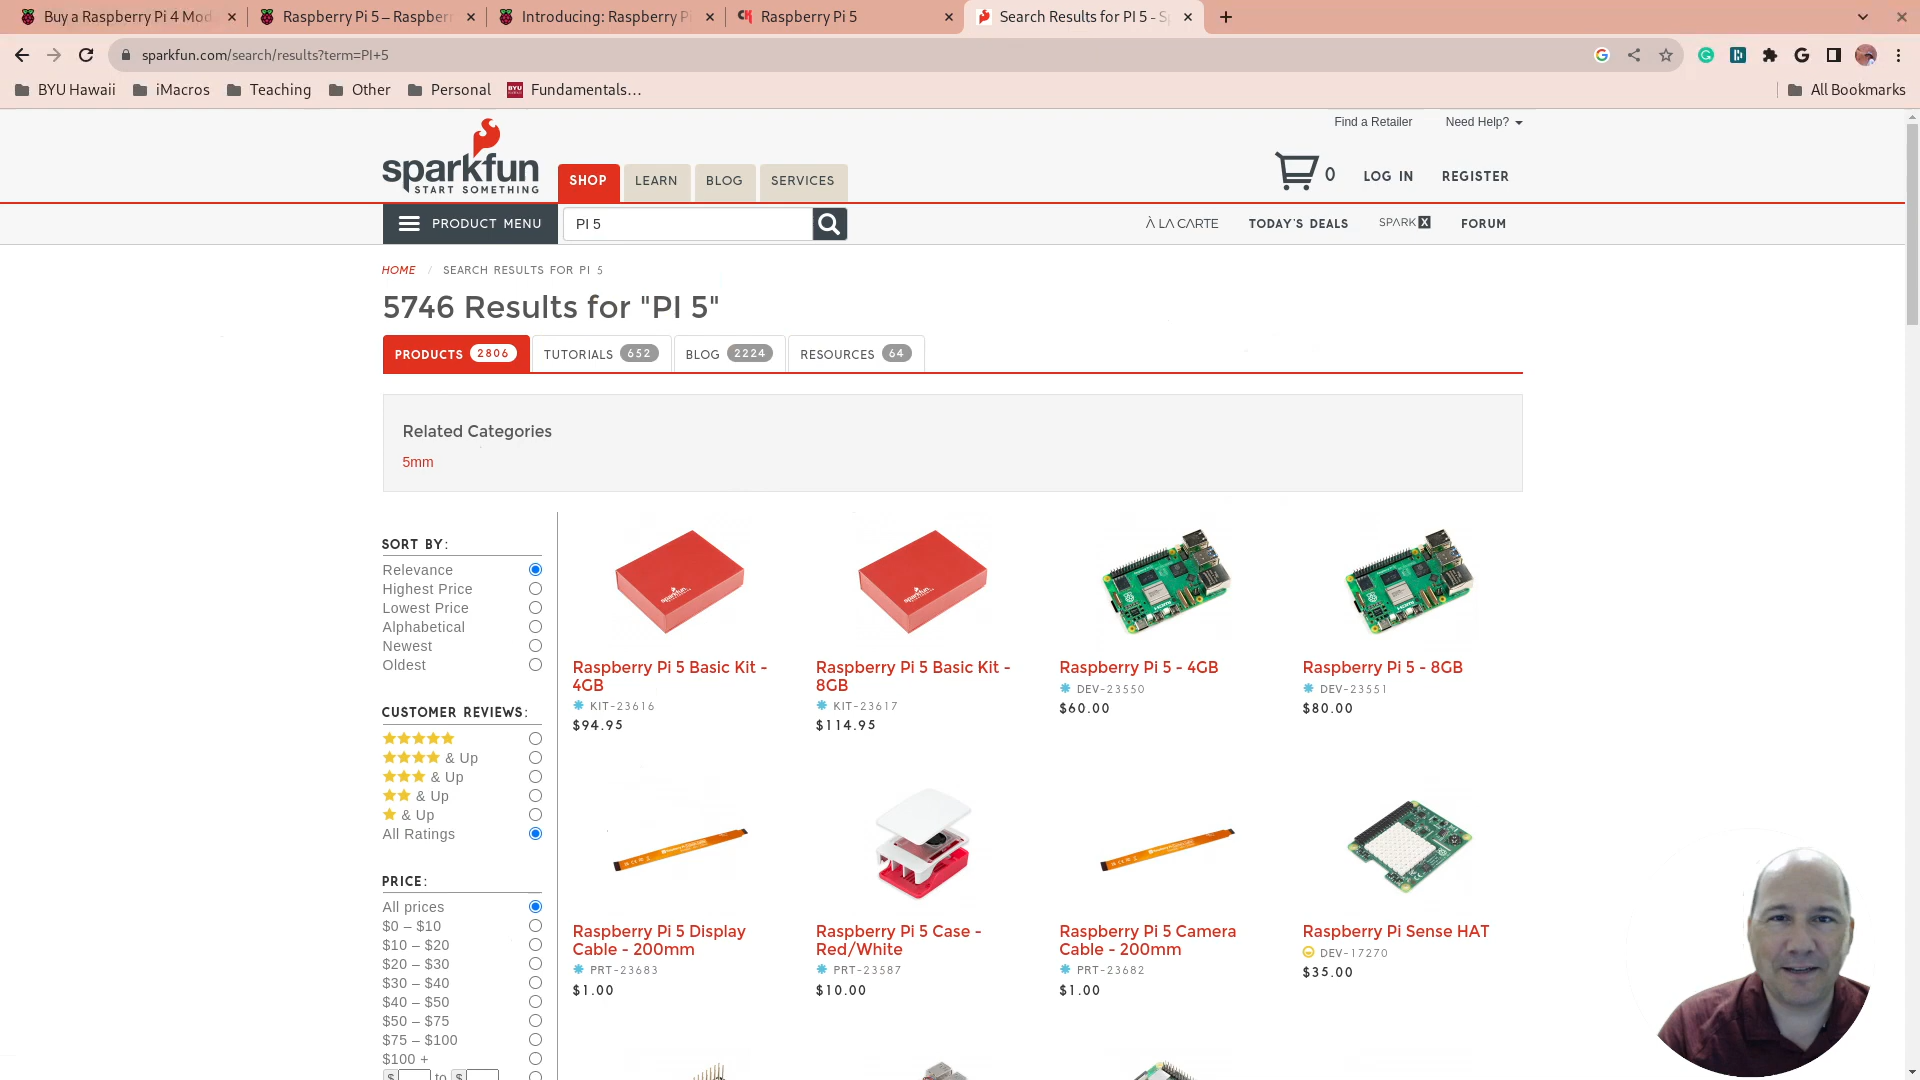 Buy a Raspberry Pi 4 Mod
Raspberry Pi 5 – Raspberr
Introducing: Raspberry Pi
Raspberry Pi 5
Search Results for PI 5 - S
sparkfun.com/search/results?term=PI+5
BYU Hawaii
iMacros
Teaching
Other
Personal
Fundamentals…
All Bookmarks
Find a Retailer
Need Help?
sparkfun
START SOMETHING
SHOP
LEARN
BLOG
SERVICES
0
LOG IN
REGISTER
PRODUCT MENU
PI 5
À LA CARTE
TODAY'S DEALS
SPARK X
FORUM
HOME / SEARCH RESULTS FOR PI 5
5746 Results for "PI 5"
PRODUCTS 2806
TUTORIALS 652
BLOG 2224
RESOURCES 64
Related Categories
5mm
SORT BY:
Relevance
Highest Price
Lowest Price
Alphabetical
Newest
Oldest
CUSTOMER REVIEWS:
& Up
& Up
& Up
& Up
All Ratings
PRICE:
All prices
$0 – $10
$10 – $20
$20 – $30
$30 – $40
$40 – $50
$50 – $75
$75 – $100
$100 +
$ to $
Raspberry Pi 5 Basic Kit -
4GB
KIT-23616
$94.95
Raspberry Pi 5 Basic Kit -
8GB
KIT-23617
$114.95
Raspberry Pi 5 - 4GB
DEV-23550
$60.00
Raspberry Pi 5 - 8GB
DEV-23551
$80.00
Raspberry Pi 5 Display
Cable - 200mm
PRT-23683
$1.00
Raspberry Pi 5 Case -
Red/White
PRT-23587
$10.00
Raspberry Pi 5 Camera
Cable - 200mm
PRT-23682
$1.00
Raspberry Pi Sense HAT
DEV-17270
$35.00